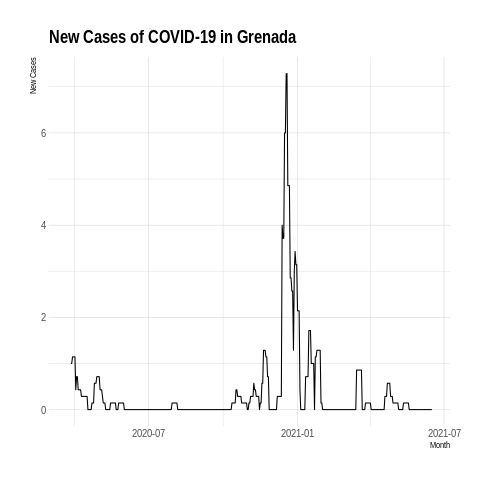 New Cases of COVID-19 in Grenada
New Cases
6
4
2
0
2020-07
2021-01
2021-07
Month